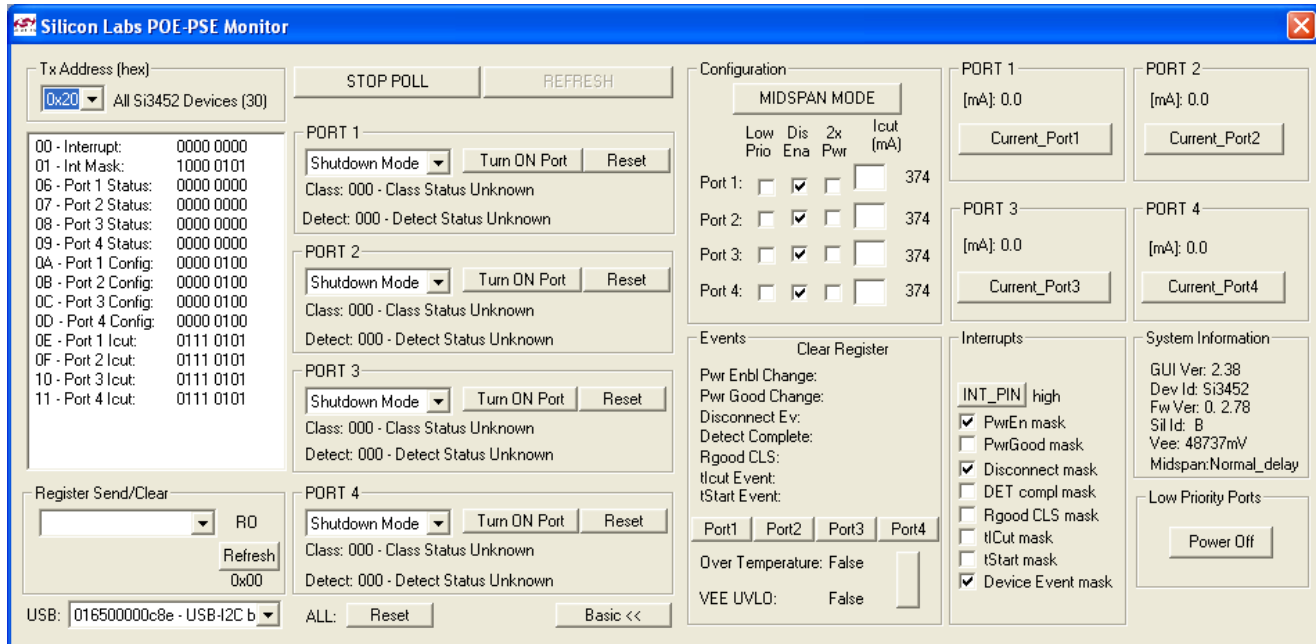 Silicon Labs POE-PSE Monitor
Tx Address (hex)
0x20
All Si3452 Devices (30)
00 - Interrupt: 0000 0000
01 - Int Mask: 1000 0101
06 - Port 1 Status: 0000 0000
07 - Port 2 Status: 0000 0000
08 - Port 3 Status: 0000 0000
09 - Port 4 Status: 0000 0000
0A - Port 1 Config: 0000 0100
0B - Port 2 Config: 0000 0100
0C - Port 3 Config: 0000 0100
0D - Port 4 Config: 0000 0100
0E - Port 1 Icut: 0111 0101
0F - Port 2 Icut: 0111 0101
10 - Port 3 Icut: 0111 0101
11 - Port 4 Icut: 0111 0101
Register Send/Clear
RO
Refresh
0x00
USB: 016500000c8e - USB-I2C b
STOP POLL REFRESH
PORT 1
Shutdown Mode Turn ON Port Reset
Class: 000 - Class Status Unknown
Detect: 000 - Detect Status Unknown
PORT 2
Shutdown Mode Turn ON Port Reset
Class: 000 - Class Status Unknown
Detect: 000 - Detect Status Unknown
PORT 3
Shutdown Mode Turn ON Port Reset
Class: 000 - Class Status Unknown
Detect: 000 - Detect Status Unknown
PORT 4
Shutdown Mode Turn ON Port Reset
Class: 000 - Class Status Unknown
Detect: 000 - Detect Status Unknown
ALL: Reset Basic <<
Configuration
MIDSPAN MODE
Low Dis 2x Icut
Prio Ena Pwr (mA)
Port 1: 374
Port 2: 374
Port 3: 374
Port 4: 374
Events
Clear Register
Pwr Enbl Change:
Pwr Good Change:
Disconnect Ev:
Detect Complete:
Rgood CLS:
tIcut Event:
tStart Event:
Port1 Port2 Port3 Port4
Over Temperature: False
VEE UVLO: False
PORT 1
[mA]: 0.0
Current_Port1
PORT 2
[mA]: 0.0
Current_Port2
PORT 3
[mA]: 0.0
Current_Port3
PORT 4
[mA]: 0.0
Current_Port4
Interrupts
INT_PIN high
PwrEn mask
PwrGood mask
Disconnect mask
DET compl mask
Rgood CLS mask
tICut mask
tStart mask
Device Event mask
System Information
GUI Ver: 2.38
Dev Id: Si3452
Fw Ver: 0. 2.78
Sil Id: B
Vee: 48737mV
Midspan:Normal_delay
Low Priority Ports
Power Off